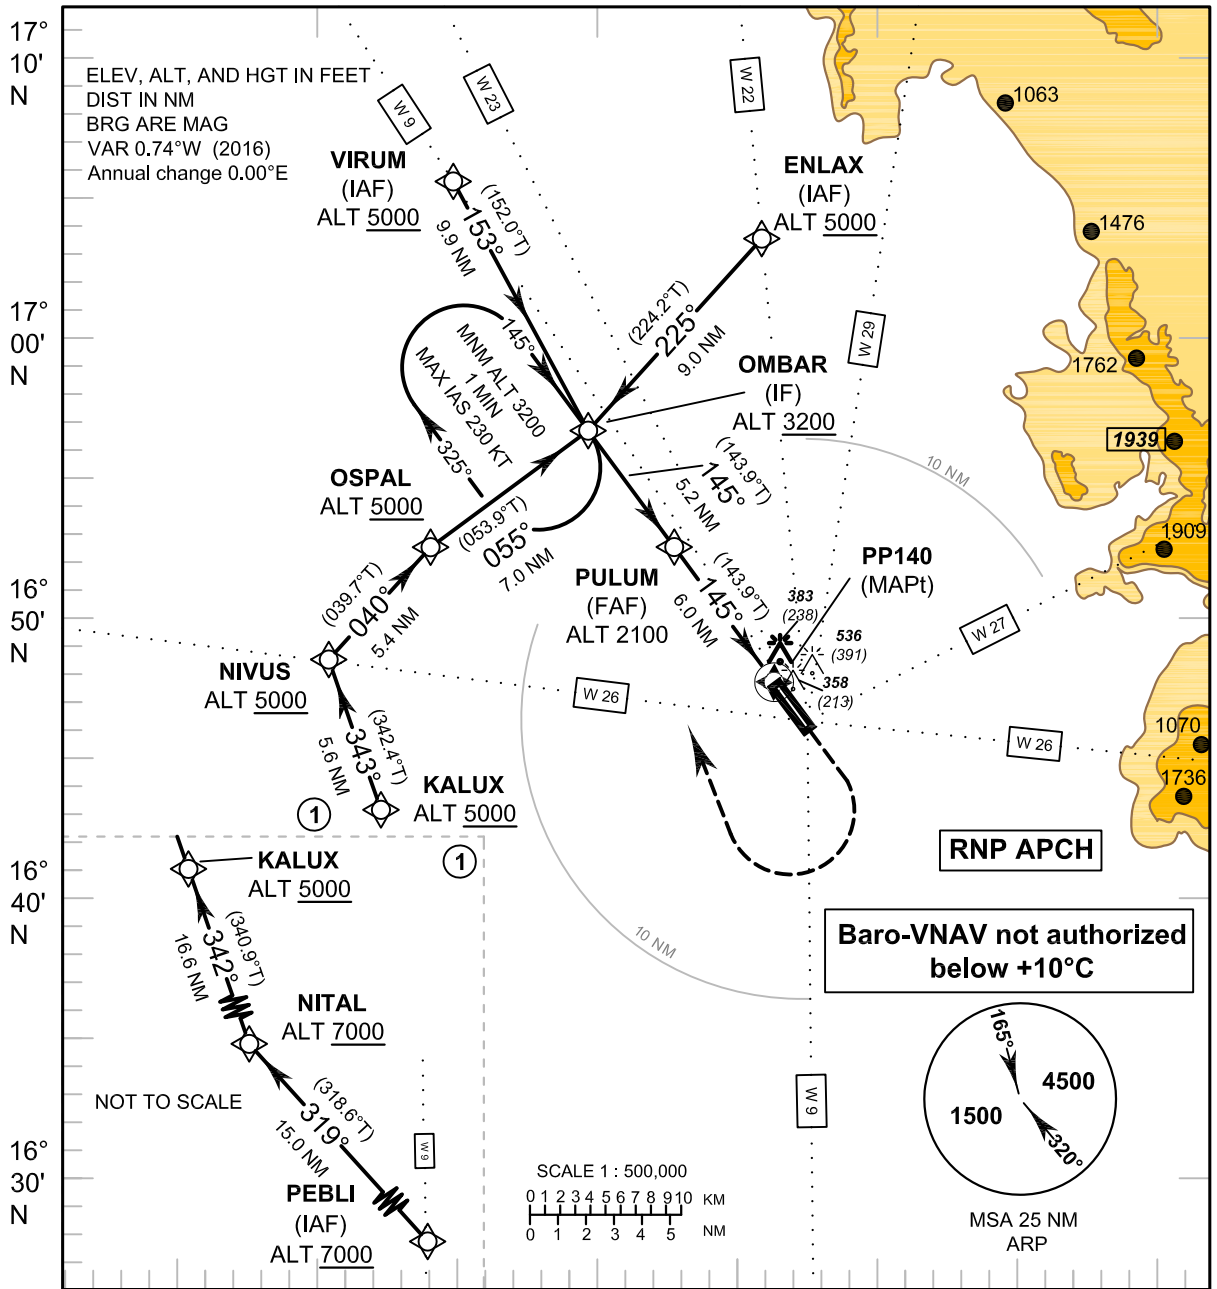 17°
10'
N
ELEV, ALT, AND HGT IN FEET
DIST IN NM
BRG ARE MAG
VAR 0.74°W (2016)
Annual change 0.00°E
W 9
W 23
W 22
1063
VIRUM
(IAF)
ALT 5000
(152.0°T)
153°
9.9 NM
ENLAX
(IAF)
ALT 5000
1476
(224.2°T)
225°
9.0 NM
W 29
17°
00'
N
145°
MNM ALT 3200
1 MIN
MAX IAS 230 KT
325°
OMBAR
(IF)
ALT 3200
1762
1939
10 NM
OSPAL
ALT 5000
(053.9°T)
055°
7.0 NM
(143.9°T)
145°
5.2 NM
1909
PP140
(MAPt)
PULUM
(FAF)
ALT 2100
(143.9°T)
145°
6.0 NM
383
(238)
536
(391)
358
(213)
16°
50'
N
(039.7°T)
040°
5.4 NM
W 27
NIVUS
ALT 5000
W 26
W 26
1070
1736
(342.4°T)
343°
5.6 NM
KALUX
ALT 5000
1
1
RNP APCH
16°
40'
N
KALUX
ALT 5000
(340.9°T)
342°
16.6 NM
10 NM
Baro-VNAV not authorized
below +10°C
NITAL
ALT 7000
NOT TO SCALE
(318.6°T)
319°
15.0 NM
W 9
W 9
165°
4500
1500
320°
MSA 25 NM
ARP
16°
30'
N
PEBLI
(IAF)
ALT 7000
SCALE 1 : 500,000
0 1 2 3 4 5 6 7 8 9 10 KM
0 1 2 3 4 5 NM